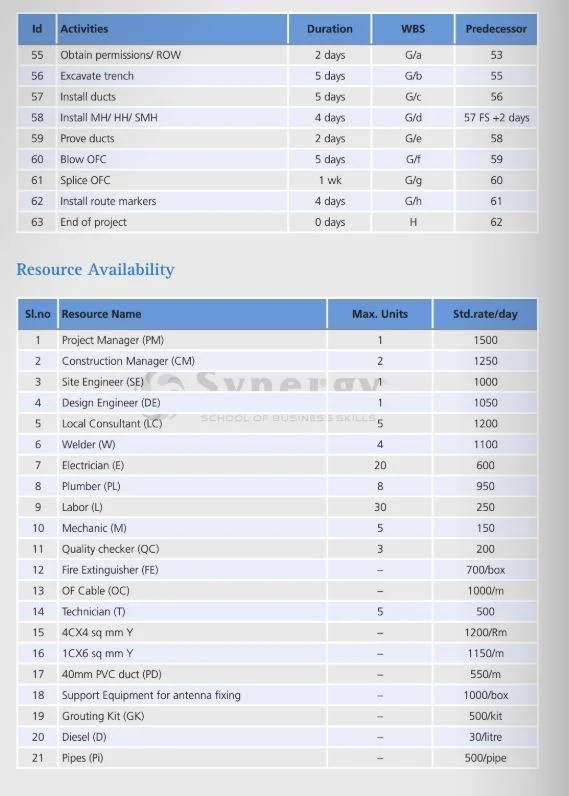 Id Activities Duration WBS Predecessor
55 Obtain permissions/ ROW 2 days G/a 53
56 Excavate trench 5 days G/b 55
57 Install ducts 5 days G/c 56
58 Install MH/ HH/ SMH 4 days G/d 57 FS +2 days
59 Prove ducts 2 days G/e 58
60 Blow OFC 5 days G/f 59
61 Splice OFC 1 wk G/g 60
62 Install route markers 4 days G/h 61
63 End of project 0 days H 62
Resource Availability
Sl.no Resource Name Max. Units Std.rate/day
1 Project Manager (PM) 1 1500
2 Construction Manager (CM) 2 1250
3 Site Engineer (SE) 1 1000
Synergy
4 Design Engineer (DE) 1 1050
SCHOOL OF BUSINESS SKILLS
5 Local Consultant (LC) 5 1200
6 Welder (W) 4 1100
7 Electrician (E) 20 600
8 Plumber (PL) 8 950
9 Labor (L) 30 250
10 Mechanic (M) 5 150
11 Quality checker (QC) 3 200
12 Fire Extinguisher (FE) – 700/box
13 OF Cable (OC) – 1000/m
14 Technician (T) 5 500
15 4CX4 sq mm Y – 1200/Rm
16 1CX6 sq mm Y – 1150/m
17 40mm PVC duct (PD) – 550/m
18 Support Equipment for antenna fixing – 1000/box
19 Grouting Kit (GK) – 500/kit
20 Diesel (D) – 30/litre
21 Pipes (Pi) – 500/pipe